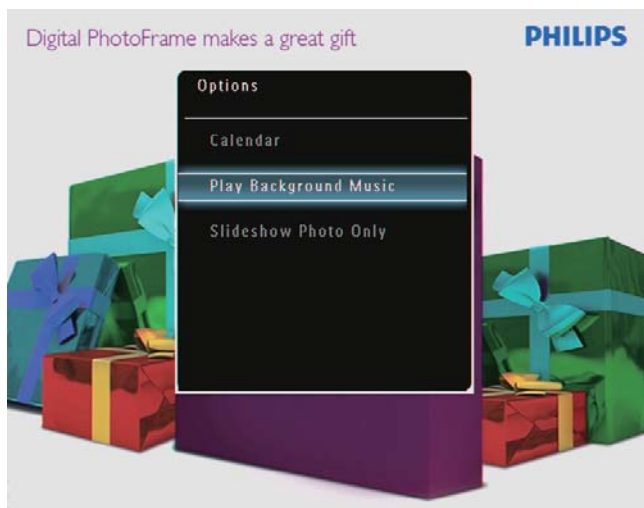 Digital PhotoFrame makes a great gift
PHILIPS
Options
Calendar
Play Background Music
Slideshow Photo Only